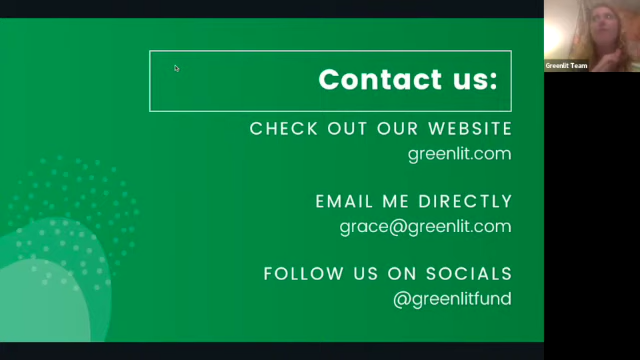 Contact us:
CHECK OUT OUR WEBSITE
greenlit.com
EMAIL ME DIRECTLY
grace@greenlit.com
FOLLOW US ON SOCIALS
@greenlitfund
Greenlit Team